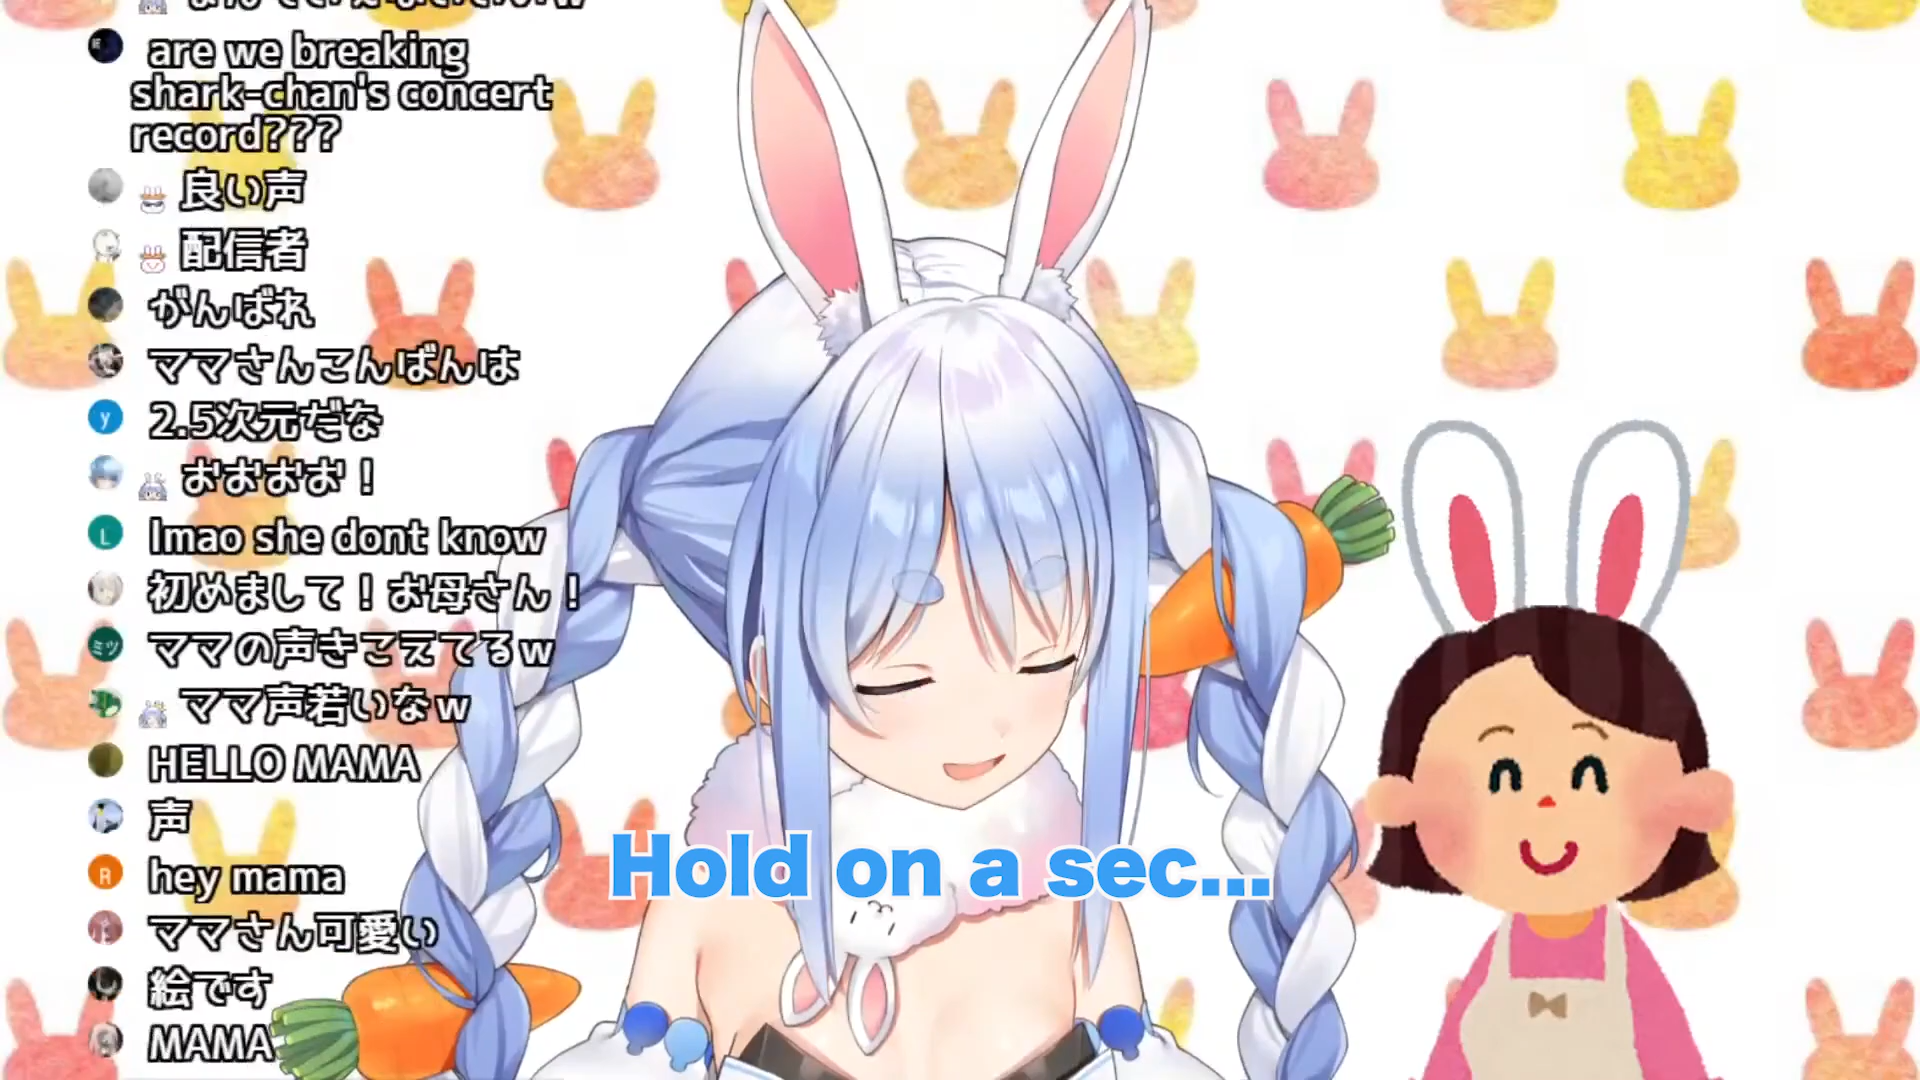 are we breaking
shark-chan's concert
record???
良い声
配信者
がんばれ
ママさんこんばんは
2.5次元だな
おおおお！
lmao she dont know
初めまして！お母さん！
ママの声きこえてるw
ママ声若いなw
HELLO MAMA
声
hey mama
ママさん可愛い
絵です
MAMA
Hold on a sec...